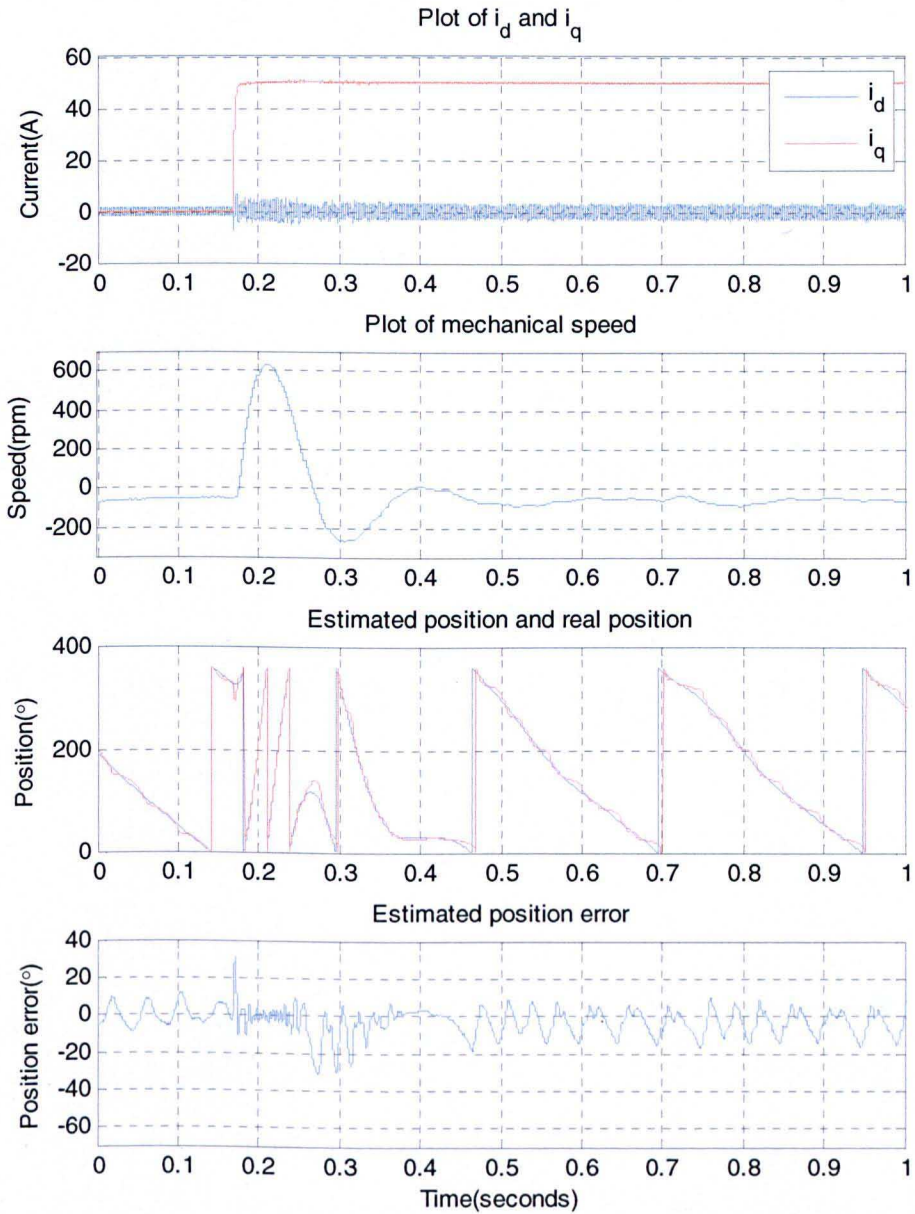 Plot of i_d and i_q
60
40
20
0
-20
Current(A)
i_d
i_q
0 0.1 0.2 0.3 0.4 0.5 0.6 0.7 0.8 0.9 1
Plot of mechanical speed
600
400
200
0
-200
Speed(rpm)
0 0.1 0.2 0.3 0.4 0.5 0.6 0.7 0.8 0.9 1
Estimated position and real position
400
200
0
Position(°)
0 0.1 0.2 0.3 0.4 0.5 0.6 0.7 0.8 0.9 1
Estimated position error
40
20
0
-20
-40
-60
Position error(°)
0 0.1 0.2 0.3 0.4 0.5 0.6 0.7 0.8 0.9 1
Time(seconds)